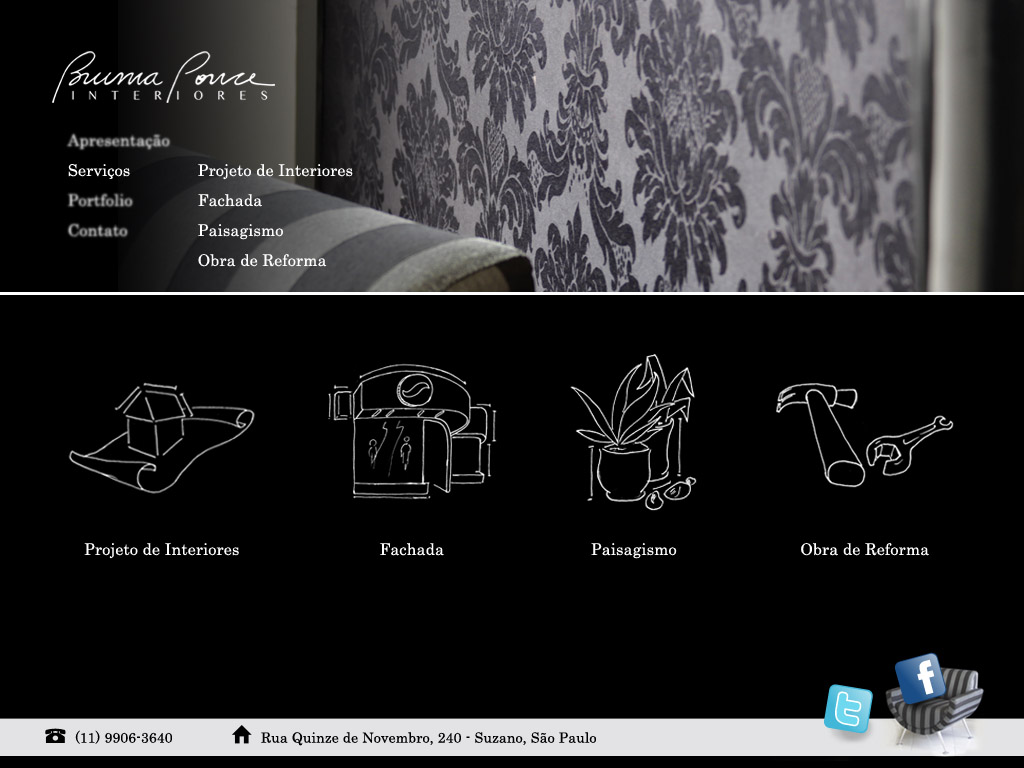 Bruma Ponce
INTERIORES
Apresentação
Serviços
Projeto de Interiores
Portfolio
Fachada
Contato
Paisagismo
Obra de Reforma
Projeto de Interiores
Fachada
Paisagismo
Obra de Reforma
t
f
(11) 9906-3640
Rua Quinze de Novembro, 240 - Suzano, São Paulo